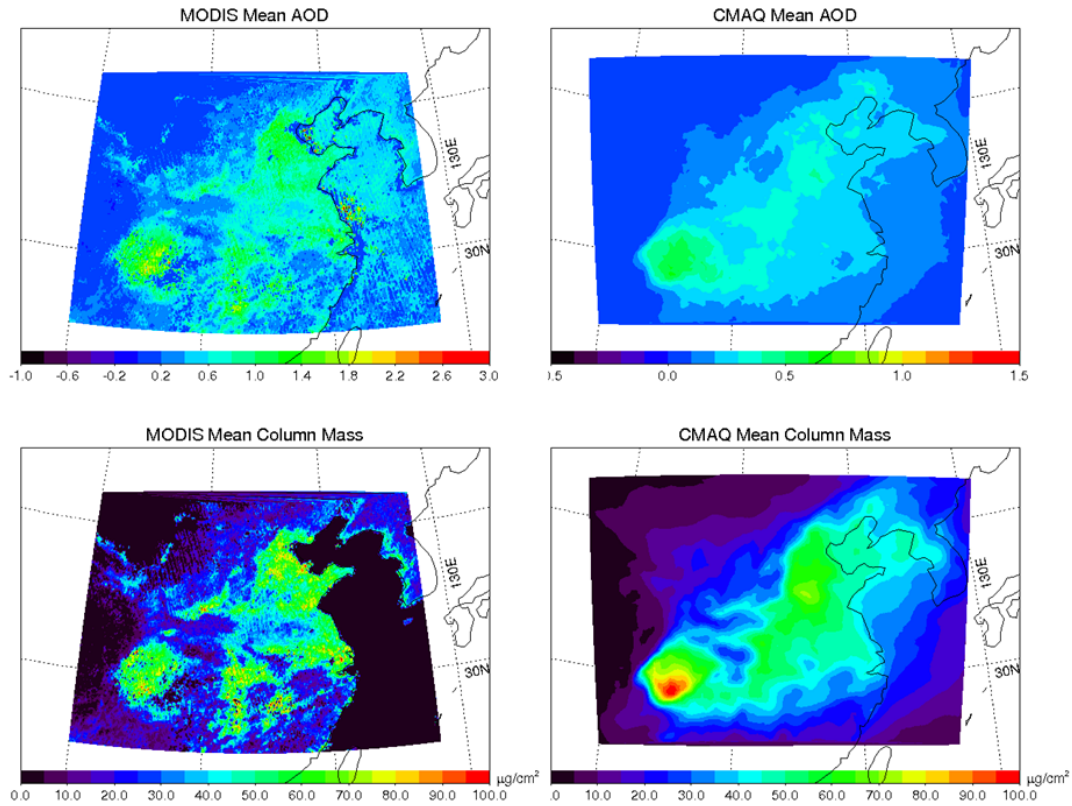 MODIS Mean AOD
CMAQ Mean AOD
130E
30N
130E
30N
-1.0 -0.6 -0.2 0.2 0.6 1.0 1.4 1.8 2.2 2.6 3.0
.5 0.0 0.5 1.0 1.5
MODIS Mean Column Mass
CMAQ Mean Column Mass
130E
30N
130E
30N
0.0 10.0 20.0 30.0 40.0 50.0 60.0 70.0 80.0 90.0 100.0 µg/cm²
.0 10.0 20.0 30.0 40.0 50.0 60.0 70.0 80.0 90.0 100.0 µg/cm²